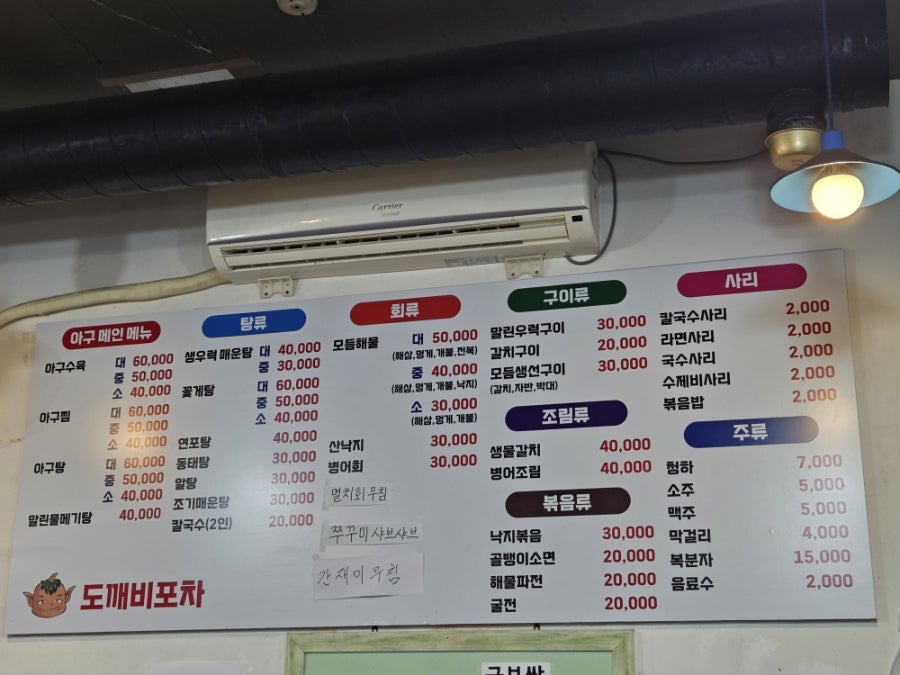 Carrier
아구 메인 메뉴
아구수육 대 60,000
중 50,000
소 40,000
아구찜 대 60,000
중 50,000
소 40,000
아구탕 대 60,000
중 50,000
소 40,000
말린물메기탕 40,000
탕류
생우럭 매운탕 대 40,000
중 30,000
꽃게탕 대 60,000
중 50,000
소 40,000
연포탕 40,000
동태탕 30,000
알탕 30,000
조기매운탕 30,000
칼국수(2인) 20,000
회류
모듬해물 대 50,000
(해삼,멍게,개불,전복)
중 40,000
(해삼,멍게,개불,낙지)
소 30,000
(해삼,멍게,개불)
산낙지 30,000
병어회 30,000
멸치회무침
쭈꾸미 샤브샤브
간재미무침
구이류
말린우럭구이 30,000
갈치구이 20,000
모듬생선구이 30,000
(갈치,자반,박대)
조림류
생물갈치 40,000
병어조림 40,000
볶음류
낙지볶음 30,000
골뱅이소면 20,000
해물파전 20,000
굴전 20,000
사리
칼국수사리 2,000
라면사리 2,000
국수사리 2,000
수제비사리 2,000
볶음밥 2,000
주류
청하 7,000
소주 5,000
맥주 5,000
막걸리 4,000
복분자 15,000
음료수 2,000
도깨비포차